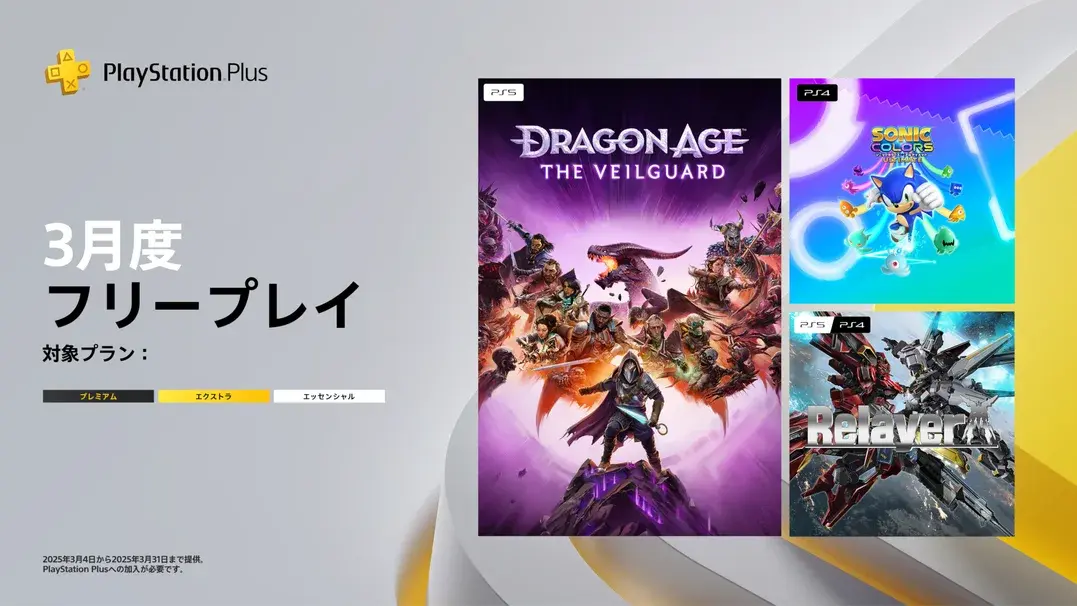 PlayStation Plus
3月度
フリープレイ
対象プラン：
プレミアム
エクストラ
エッセンシャル
2025年3月4日から2025年3月31日まで提供。
PlayStation Plusへの加入が必要です。
PS5
DRAGON AGE
THE VEILGUARD
PS4
SONIC
COLORS
ULTIMATE
PS5
PS4
Relayer